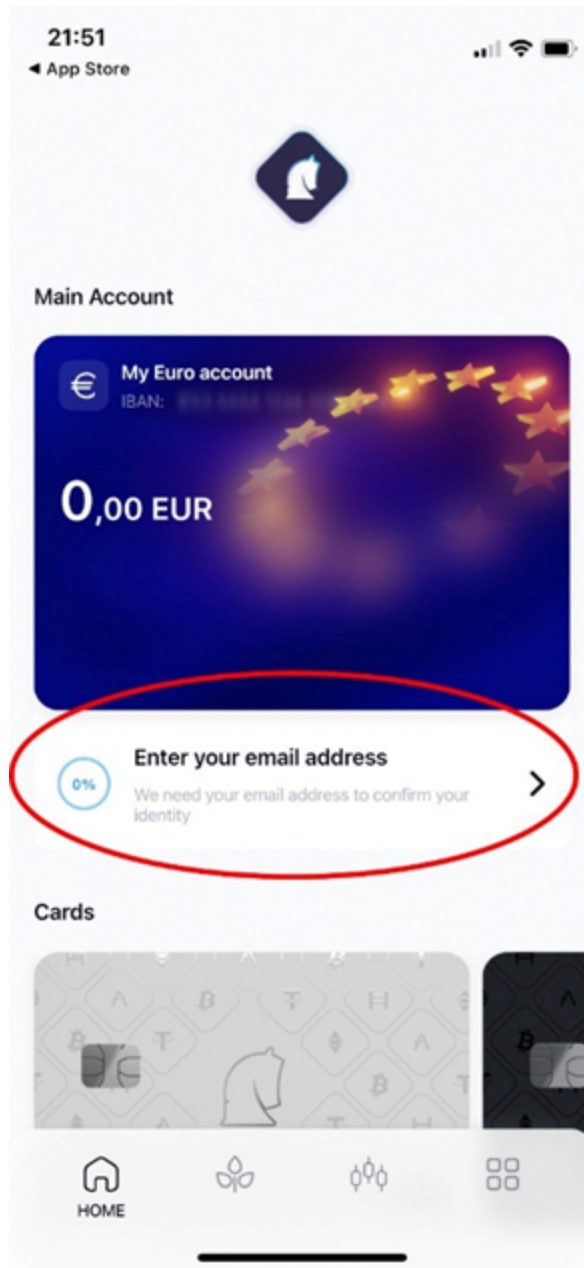 21:51
◀ App Store
Main Account
€ My Euro account
IBAN:
0,00 EUR
Enter your email address
0%
We need your email address to confirm your
identity
Cards
HOME